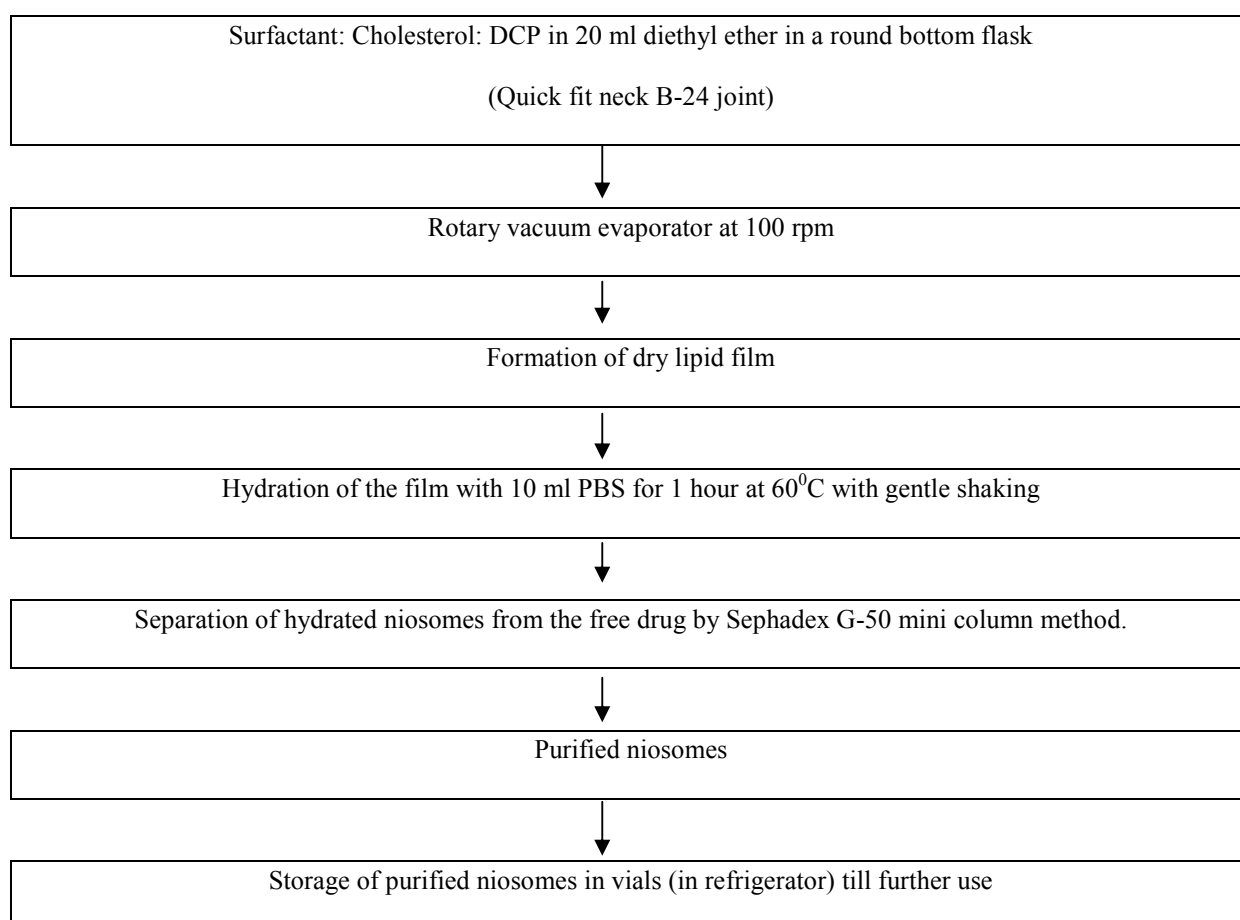 Surfactant: Cholesterol: DCP in 20 ml diethyl ether in a round bottom flask
(Quick fit neck B-24 joint)
Rotary vacuum evaporator at 100 rpm
Formation of dry lipid film
Hydration of the film with 10 ml PBS for 1 hour at 60⁰C with gentle shaking
Separation of hydrated niosomes from the free drug by Sephadex G-50 mini column method.
Purified niosomes
Storage of purified niosomes in vials (in refrigerator) till further use